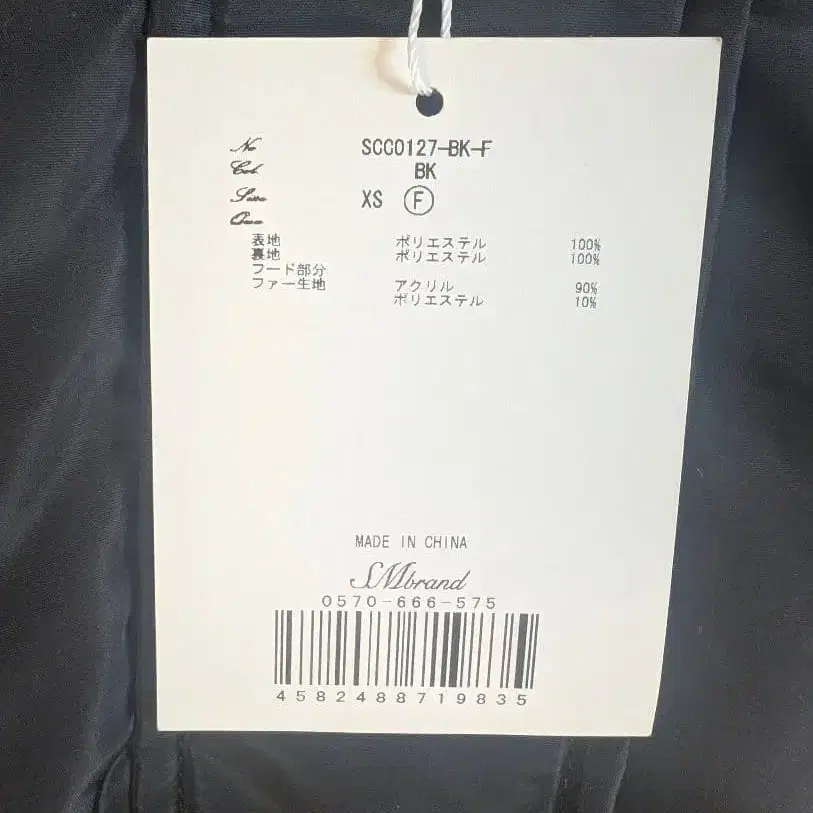 No
SCC0127-BK-F
Col
BK
Size
XS Ⓕ
表地 ポリエステル 100%
裏地 ポリエステル 100%
フード部分
ファー生地 アクリル 90%
ポリエステル 10%
MADE IN CHINA
SMbrand
0570-666-575
4582488719835